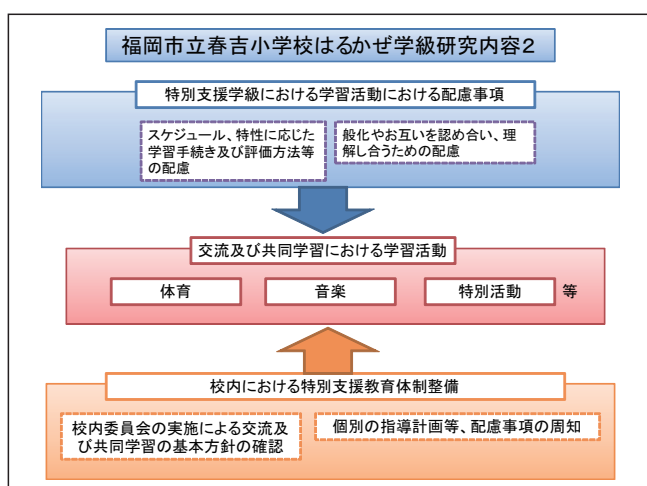 福岡市立春吉小学校はるかぜ学級研究内容２
特別支援学級における学習活動における配慮事項
スケジュール、特性に応じた
学習手続き及び評価方法等
の配慮
般化やお互いを認め合い、理
解し合うための配慮
交流及び共同学習における学習活動
体育
音楽
特別活動
等
校内における特別支援教育体制整備
校内委員会の実施による交流及
び共同学習の基本方針の確認
個別の指導計画等、配慮事項の周知